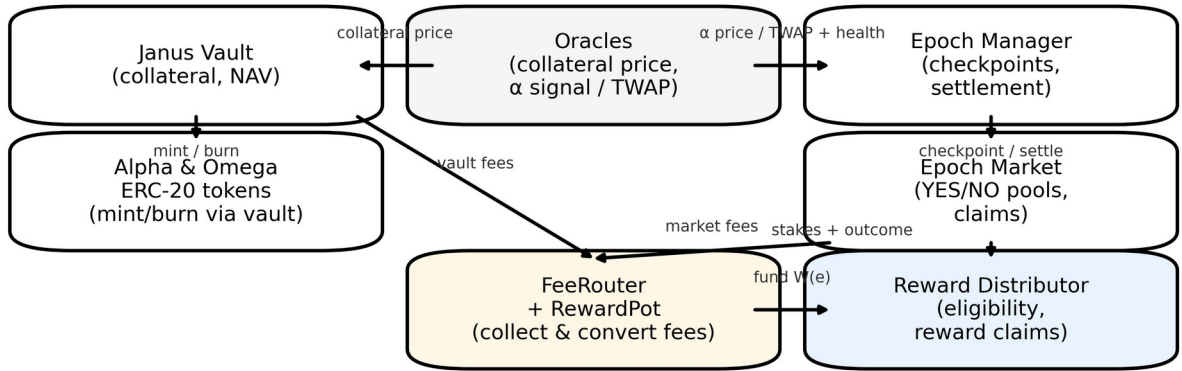 collateral price
α price / TWAP + health
Janus Vault
(collateral, NAV)
Oracles
(collateral price,
α signal / TWAP)
Epoch Manager
(checkpoints,
settlement)
mint / burn
Alpha & Omega
ERC-20 tokens
(mint/burn via vault)
vault fees
checkpoint / settle
Epoch Market
(YES/NO pools,
claims)
market fees
stakes + outcome
fund W(e)
FeeRouter
+ RewardPot
(collect & convert fees)
Reward Distributor
(eligibility,
reward claims)